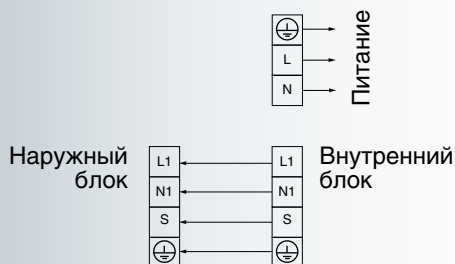 L
N
Питание
Наружный блок
L1
N1
S
L1
N1
S
Внутренний блок